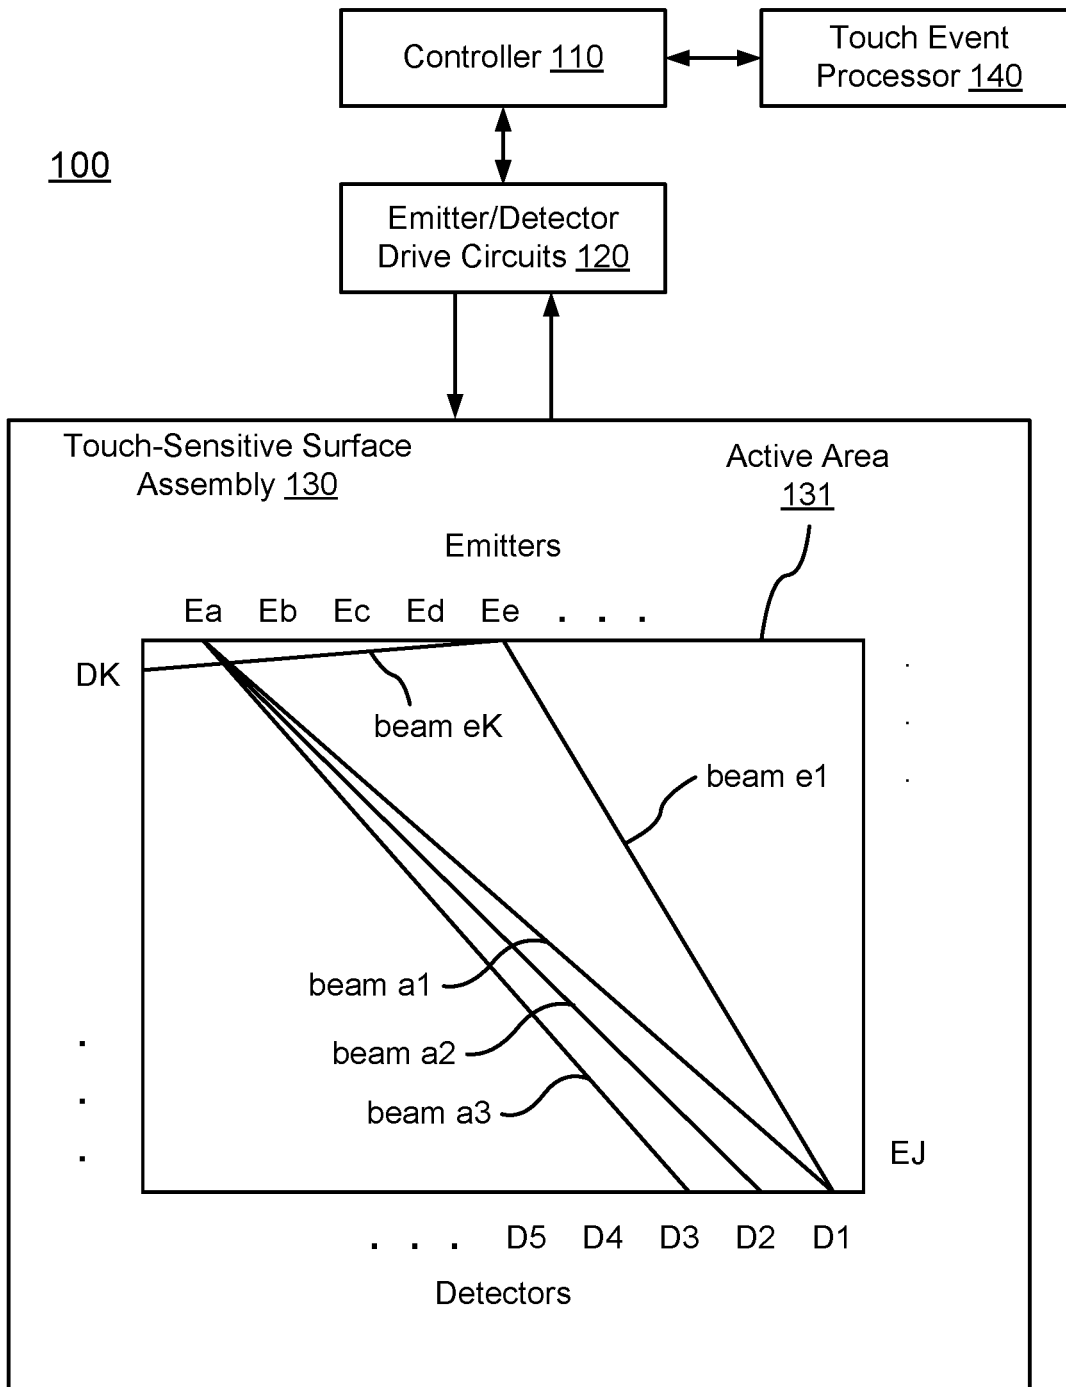 Controller 110
Touch Event
Processor 140
100
Emitter/Detector
Drive Circuits 120
Touch-Sensitive Surface
Assembly 130
Active Area
131
Emitters
Ea Eb Ec Ed Ee . . .
DK
beam eK
beam e1
beam a1
beam a2
beam a3
EJ
. . . D5 D4 D3 D2 D1
Detectors